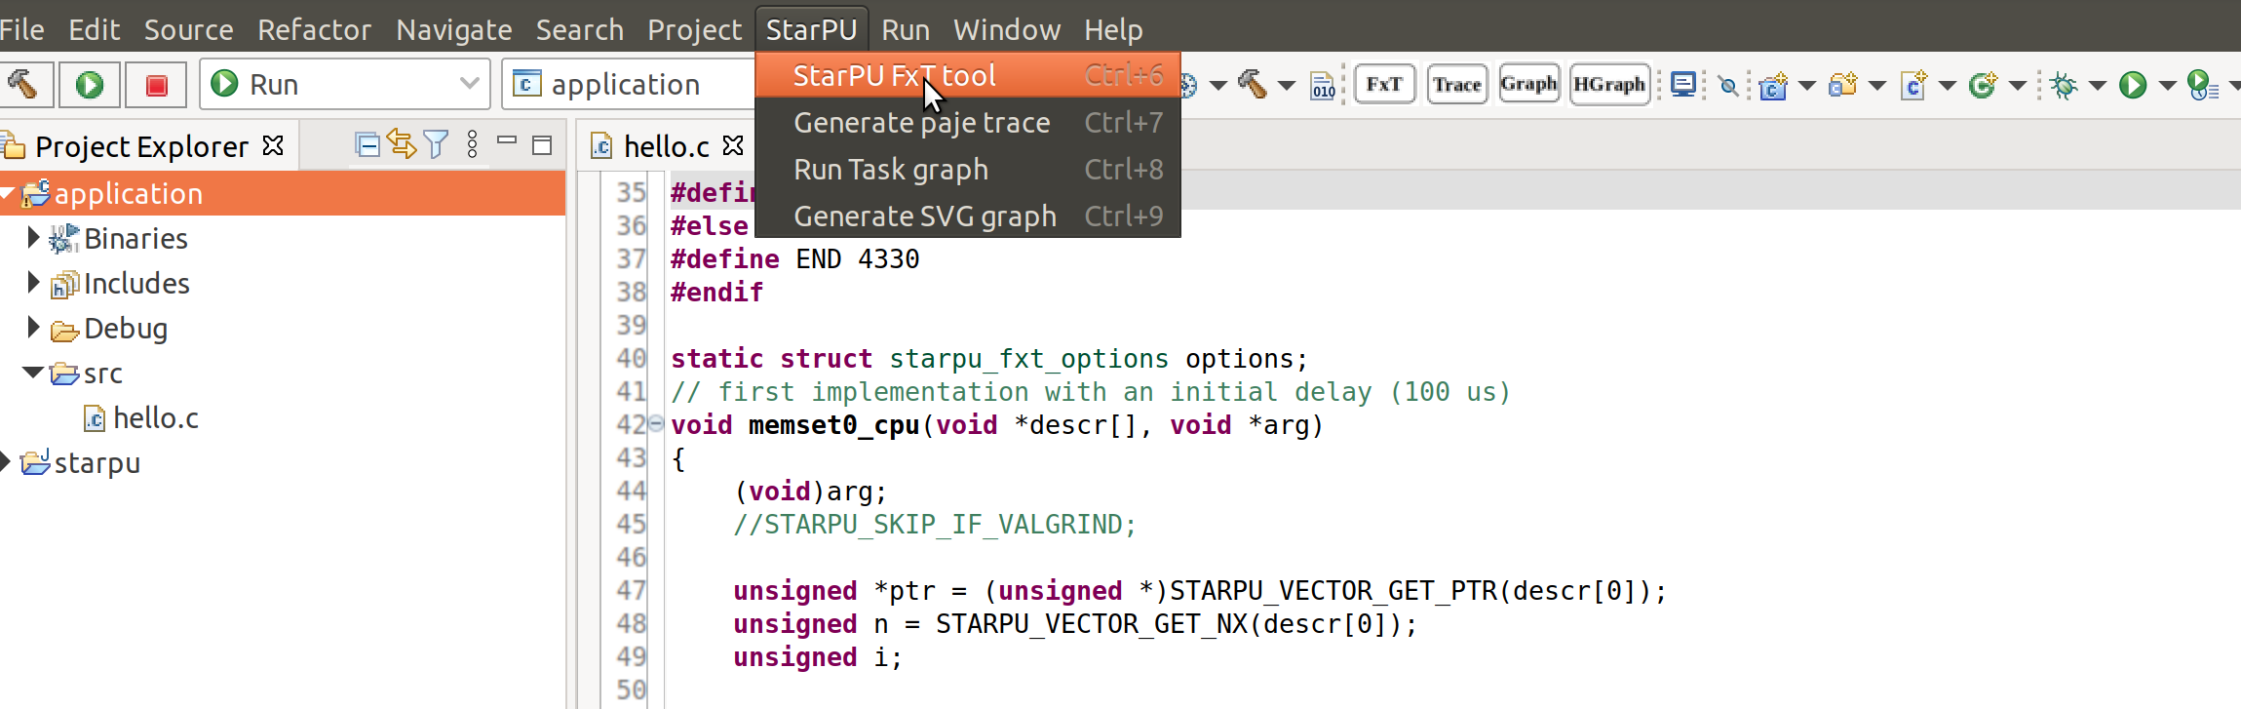 File Edit Source Refactor Navigate Search Project StarPU Run Window Help
Run application 010 FxT Trace Graph HGraph
StarPU FxT tool Ctrl+6
Generate paje trace Ctrl+7
Run Task graph Ctrl+8
Generate SVG graph Ctrl+9
Project Explorer
application
Binaries
Includes
Debug
src
hello.c
starpu
hello.c
35 #defin
36 #else
37 #define END 4330
38 #endif
39
40 static struct starpu_fxt_options options;
41 // first implementation with an initial delay (100 us)
42 void memset0_cpu(void *descr[], void *arg)
43 {
44 (void)arg;
45 //STARPU_SKIP_IF_VALGRIND;
46
47 unsigned *ptr = (unsigned *)STARPU_VECTOR_GET_PTR(descr[0]);
48 unsigned n = STARPU_VECTOR_GET_NX(descr[0]);
49 unsigned i;
50